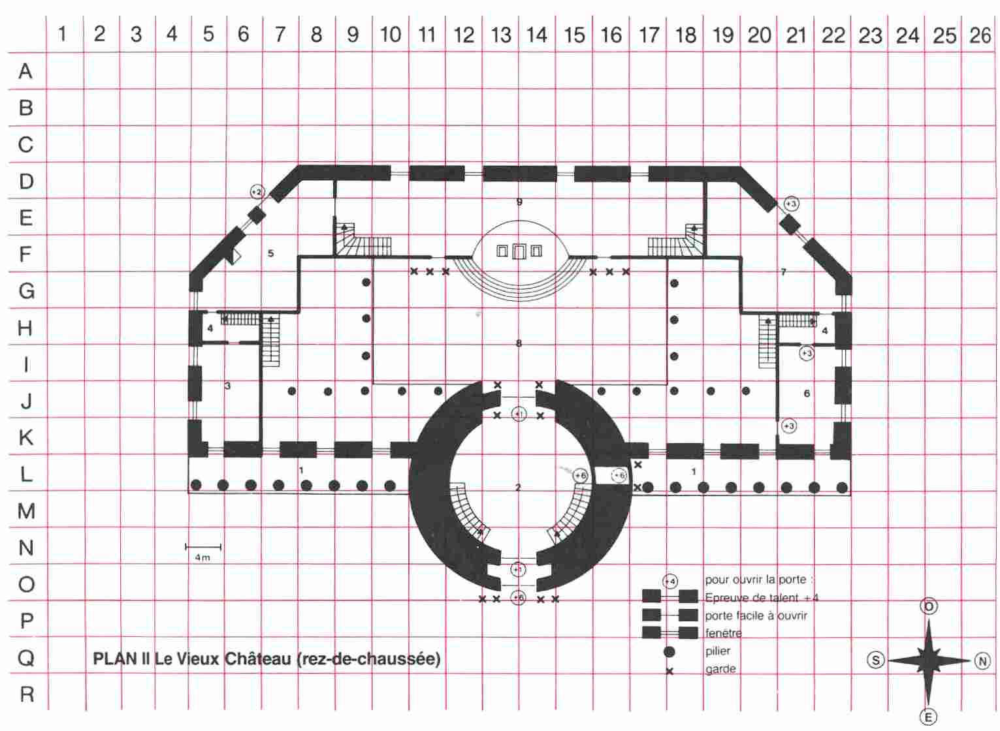 1 2 3 4 5 6 7 8 9 10 11 12 13 14 15 16 17 18 19 20 21 22 23 24 25 26
A
B
C
D
+2
9
+3
E
F
5
7
G
H
4
4
8
+3
I
3
6
J
+1
K
+3
L
1
+6
+6
1
2
M
N
4m
+1
O
+4 pour ouvrir la porte :
+6
Epreuve de talent +4
P
porte facile à ouvrir
fenêtre
Q
PLAN II Le Vieux Château (rez-de-chaussée)
pilier
garde
R
O
S
N
E